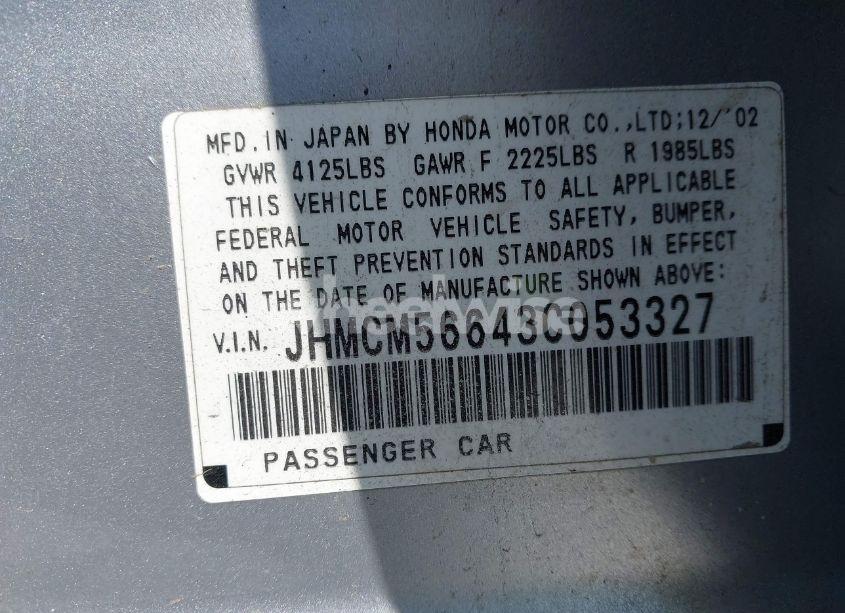 MFD. IN JAPAN BY HONDA MOTOR CO.,LTD;12/'02
GVWR 4125LBS GAWR F 2225LBS R 1985LBS
THIS VEHICLE CONFORMS TO ALL APPLICABLE
FEDERAL MOTOR VEHICLE SAFETY, BUMPER,
AND THEFT PREVENTION STANDARDS IN EFFECT
ON THE DATE OF MANUFACTURE SHOWN ABOVE:
V.I.N. JHMCM56643C053327
PASSENGER CAR